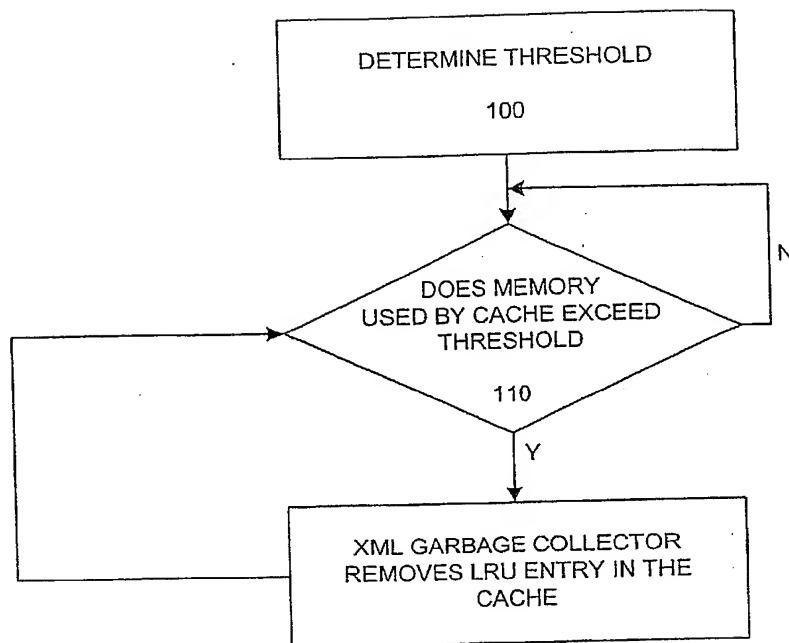 DETERMINE THRESHOLD
100
N
DOES MEMORY
USED BY CACHE EXCEED
THRESHOLD
110
Y
XML GARBAGE COLLECTOR
REMOVES LRU ENTRY IN THE
CACHE